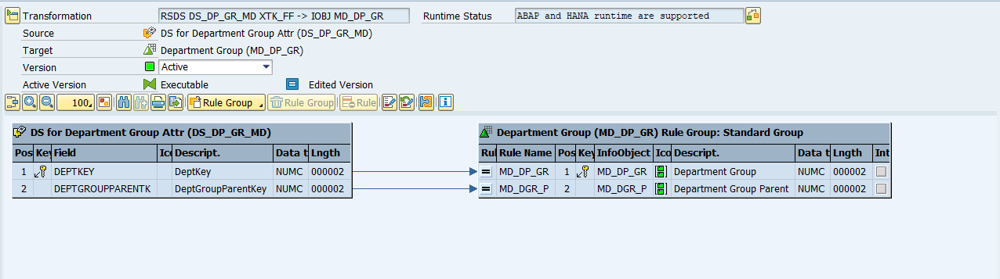 Transformation RSDS DS_DP_GR_MD XTK_FF -> IOBJ MD_DP_GR Runtime Status ABAP and HANA runtime are supported
Source DS for Department Group Attr (DS_DP_GR_MD)
Target Department Group (MD_DP_GR)
Version Active
Active Version Executable Edited Version
100 Rule Group Rule Group Rule
DS for Department Group Attr (DS_DP_GR_MD) Department Group (MD_DP_GR) Rule Group: Standard Group
Pos Key Field Ico Descript. Data t Lngth Rul Rule Name Pos Key InfoObject Ico Descript. Data t Lngth Int
1 DEPTKEY DeptKey NUMC 000002 MD_DP_GR 1 MD_DP_GR Department Group NUMC 000002
2 DEPTGROUPPARENTK DeptGroupParentKey NUMC 000002 MD_DGR_P 2 MD_DGR_P Department Group Parent NUMC 000002